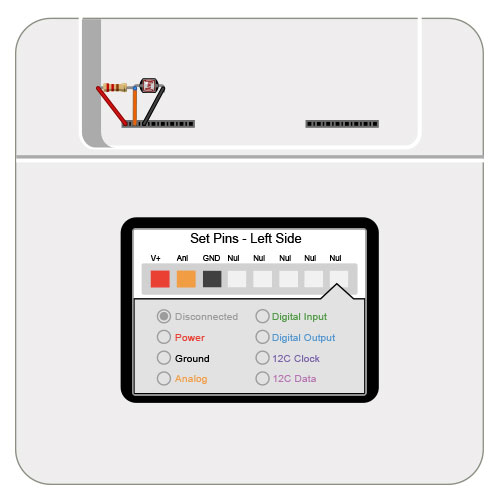 Set Pins - Left Side
V+ Anl GND Nul Nul Nul Nul Nul
Disconnected Digital Input
Power Digital Output
Ground 12C Clock
Analog 12C Data